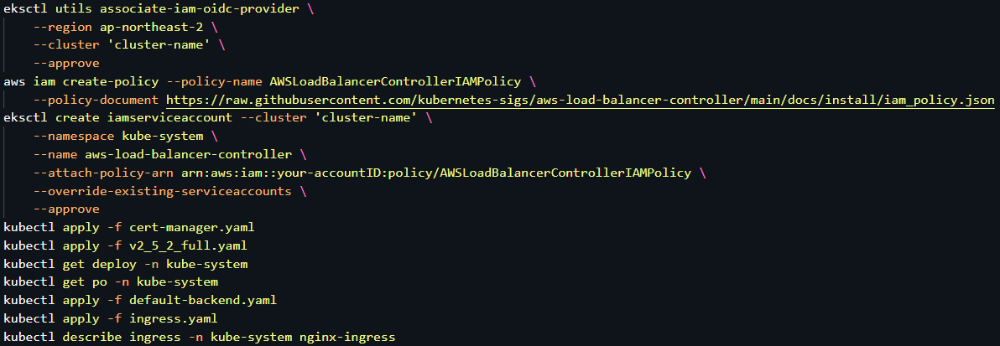 eksctl utils associate-iam-oidc-provider \
--region ap-northeast-2 \
--cluster 'cluster-name' \
--approve
aws iam create-policy --policy-name AWSLoadBalancerControllerIAMPolicy \
--policy-document https://raw.githubusercontent.com/kubernetes-sigs/aws-load-balancer-controller/main/docs/install/iam_policy.json
eksctl create iamserviceaccount --cluster 'cluster-name' \
--namespace kube-system \
--name aws-load-balancer-controller \
--attach-policy-arn arn:aws:iam::your-accountID:policy/AWSLoadBalancerControllerIAMPolicy \
--override-existing-serviceaccounts \
--approve
kubectl apply -f cert-manager.yaml
kubectl apply -f v2_5_2_full.yaml
kubectl get deploy -n kube-system
kubectl get po -n kube-system
kubectl apply -f default-backend.yaml
kubectl apply -f ingress.yaml
kubectl describe ingress -n kube-system nginx-ingress